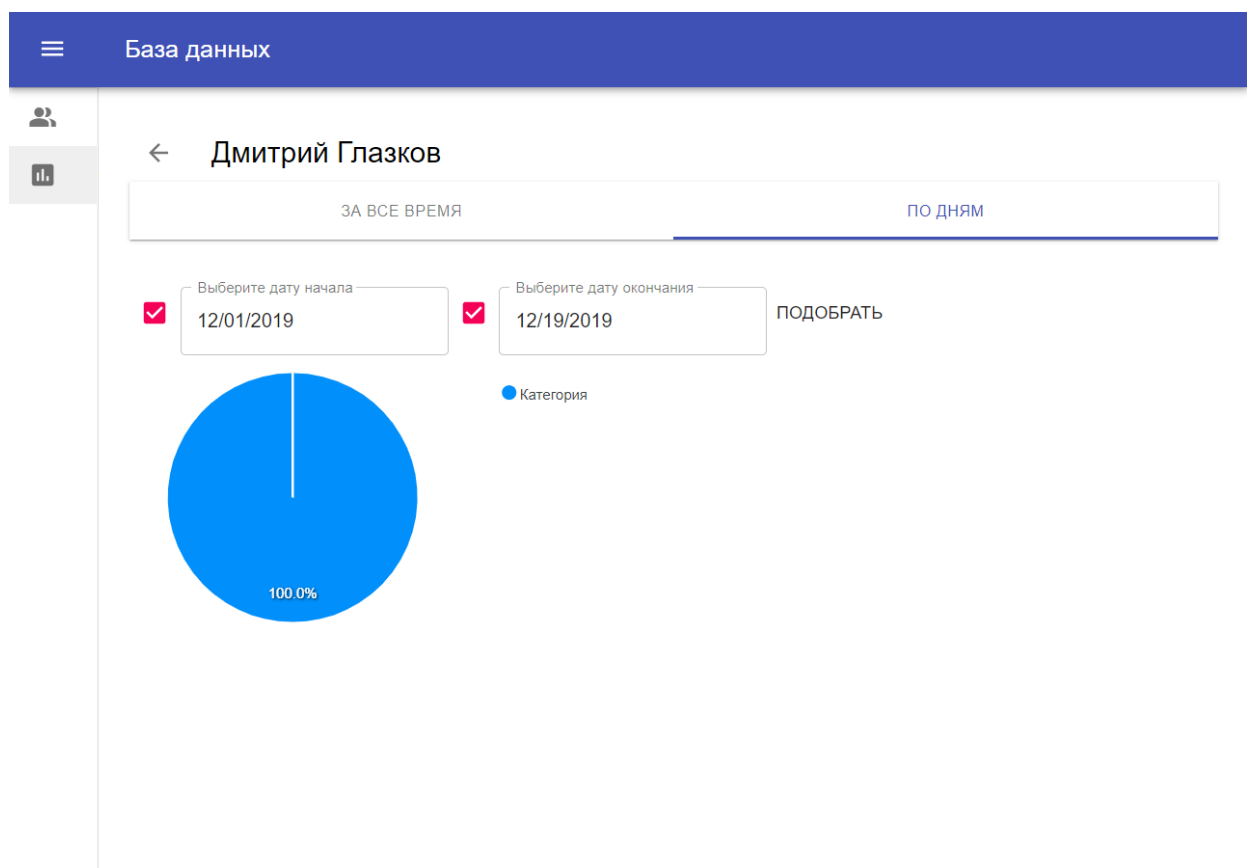 База данных
Дмитрий Глазков
ЗА ВСЕ ВРЕМЯ
ПО ДНЯМ
Выберите дату начала
12/01/2019
Выберите дату окончания
12/19/2019
ПОДОБРАТЬ
Категория
100.0%